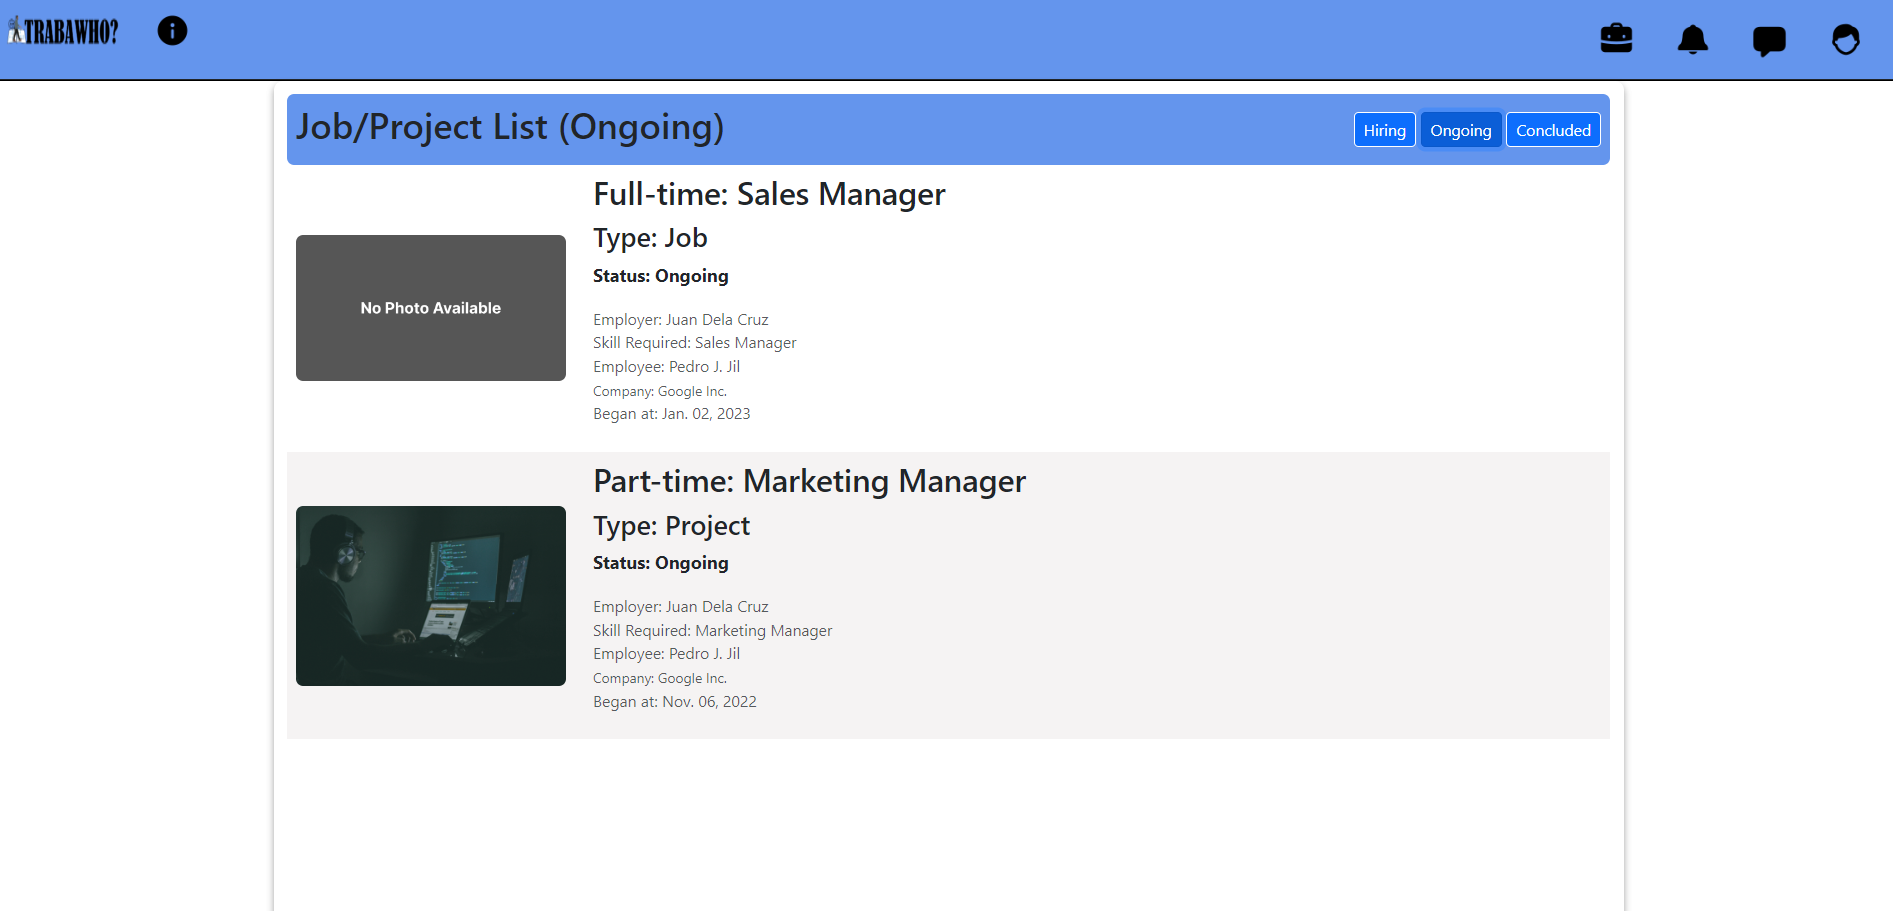 TRABAWHO?
Job/Project List (Ongoing)
Hiring
Ongoing
Concluded
Full-time: Sales Manager
Type: Job
Status: Ongoing
No Photo Available
Employer: Juan Dela Cruz
Skill Required: Sales Manager
Employee: Pedro J. Jil
Company: Google Inc.
Began at: Jan. 02, 2023
Part-time: Marketing Manager
Type: Project
Status: Ongoing
Employer: Juan Dela Cruz
Skill Required: Marketing Manager
Employee: Pedro J. Jil
Company: Google Inc.
Began at: Nov. 06, 2022